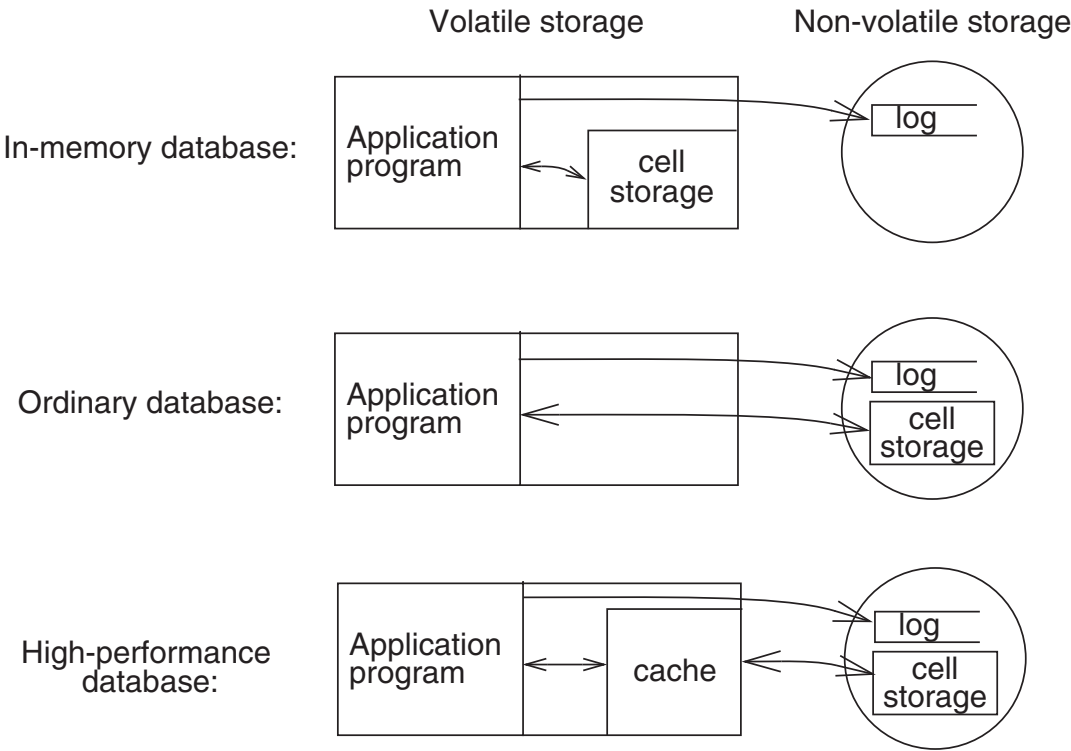 Volatile storage
Non-volatile storage
In-memory database:
Application
program
cell
storage
log
Ordinary database:
Application
program
log
cell
storage
High-performance
database:
Application
program
cache
log
cell
storage